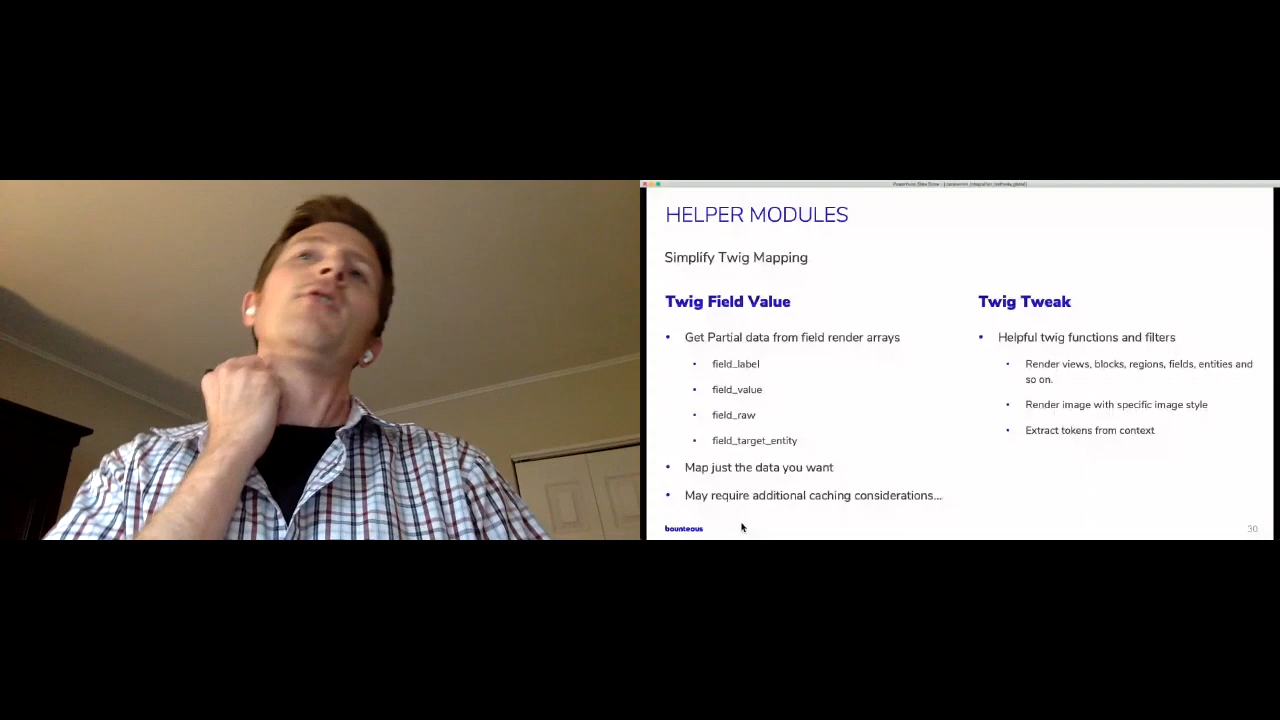 HELPER MODULES
Simplify Twig Mapping
Twig Field Value
• Get Partial data from field render arrays
• field_label
• field_value
• field_raw
• field_target_entity
• Map just the data you want
• May require additional caching considerations...
Twig Tweak
• Helpful twig functions and filters
• Render views, blocks, regions, fields, entities and
so on.
• Render image with specific image style
• Extract tokens from context
bounteous
30